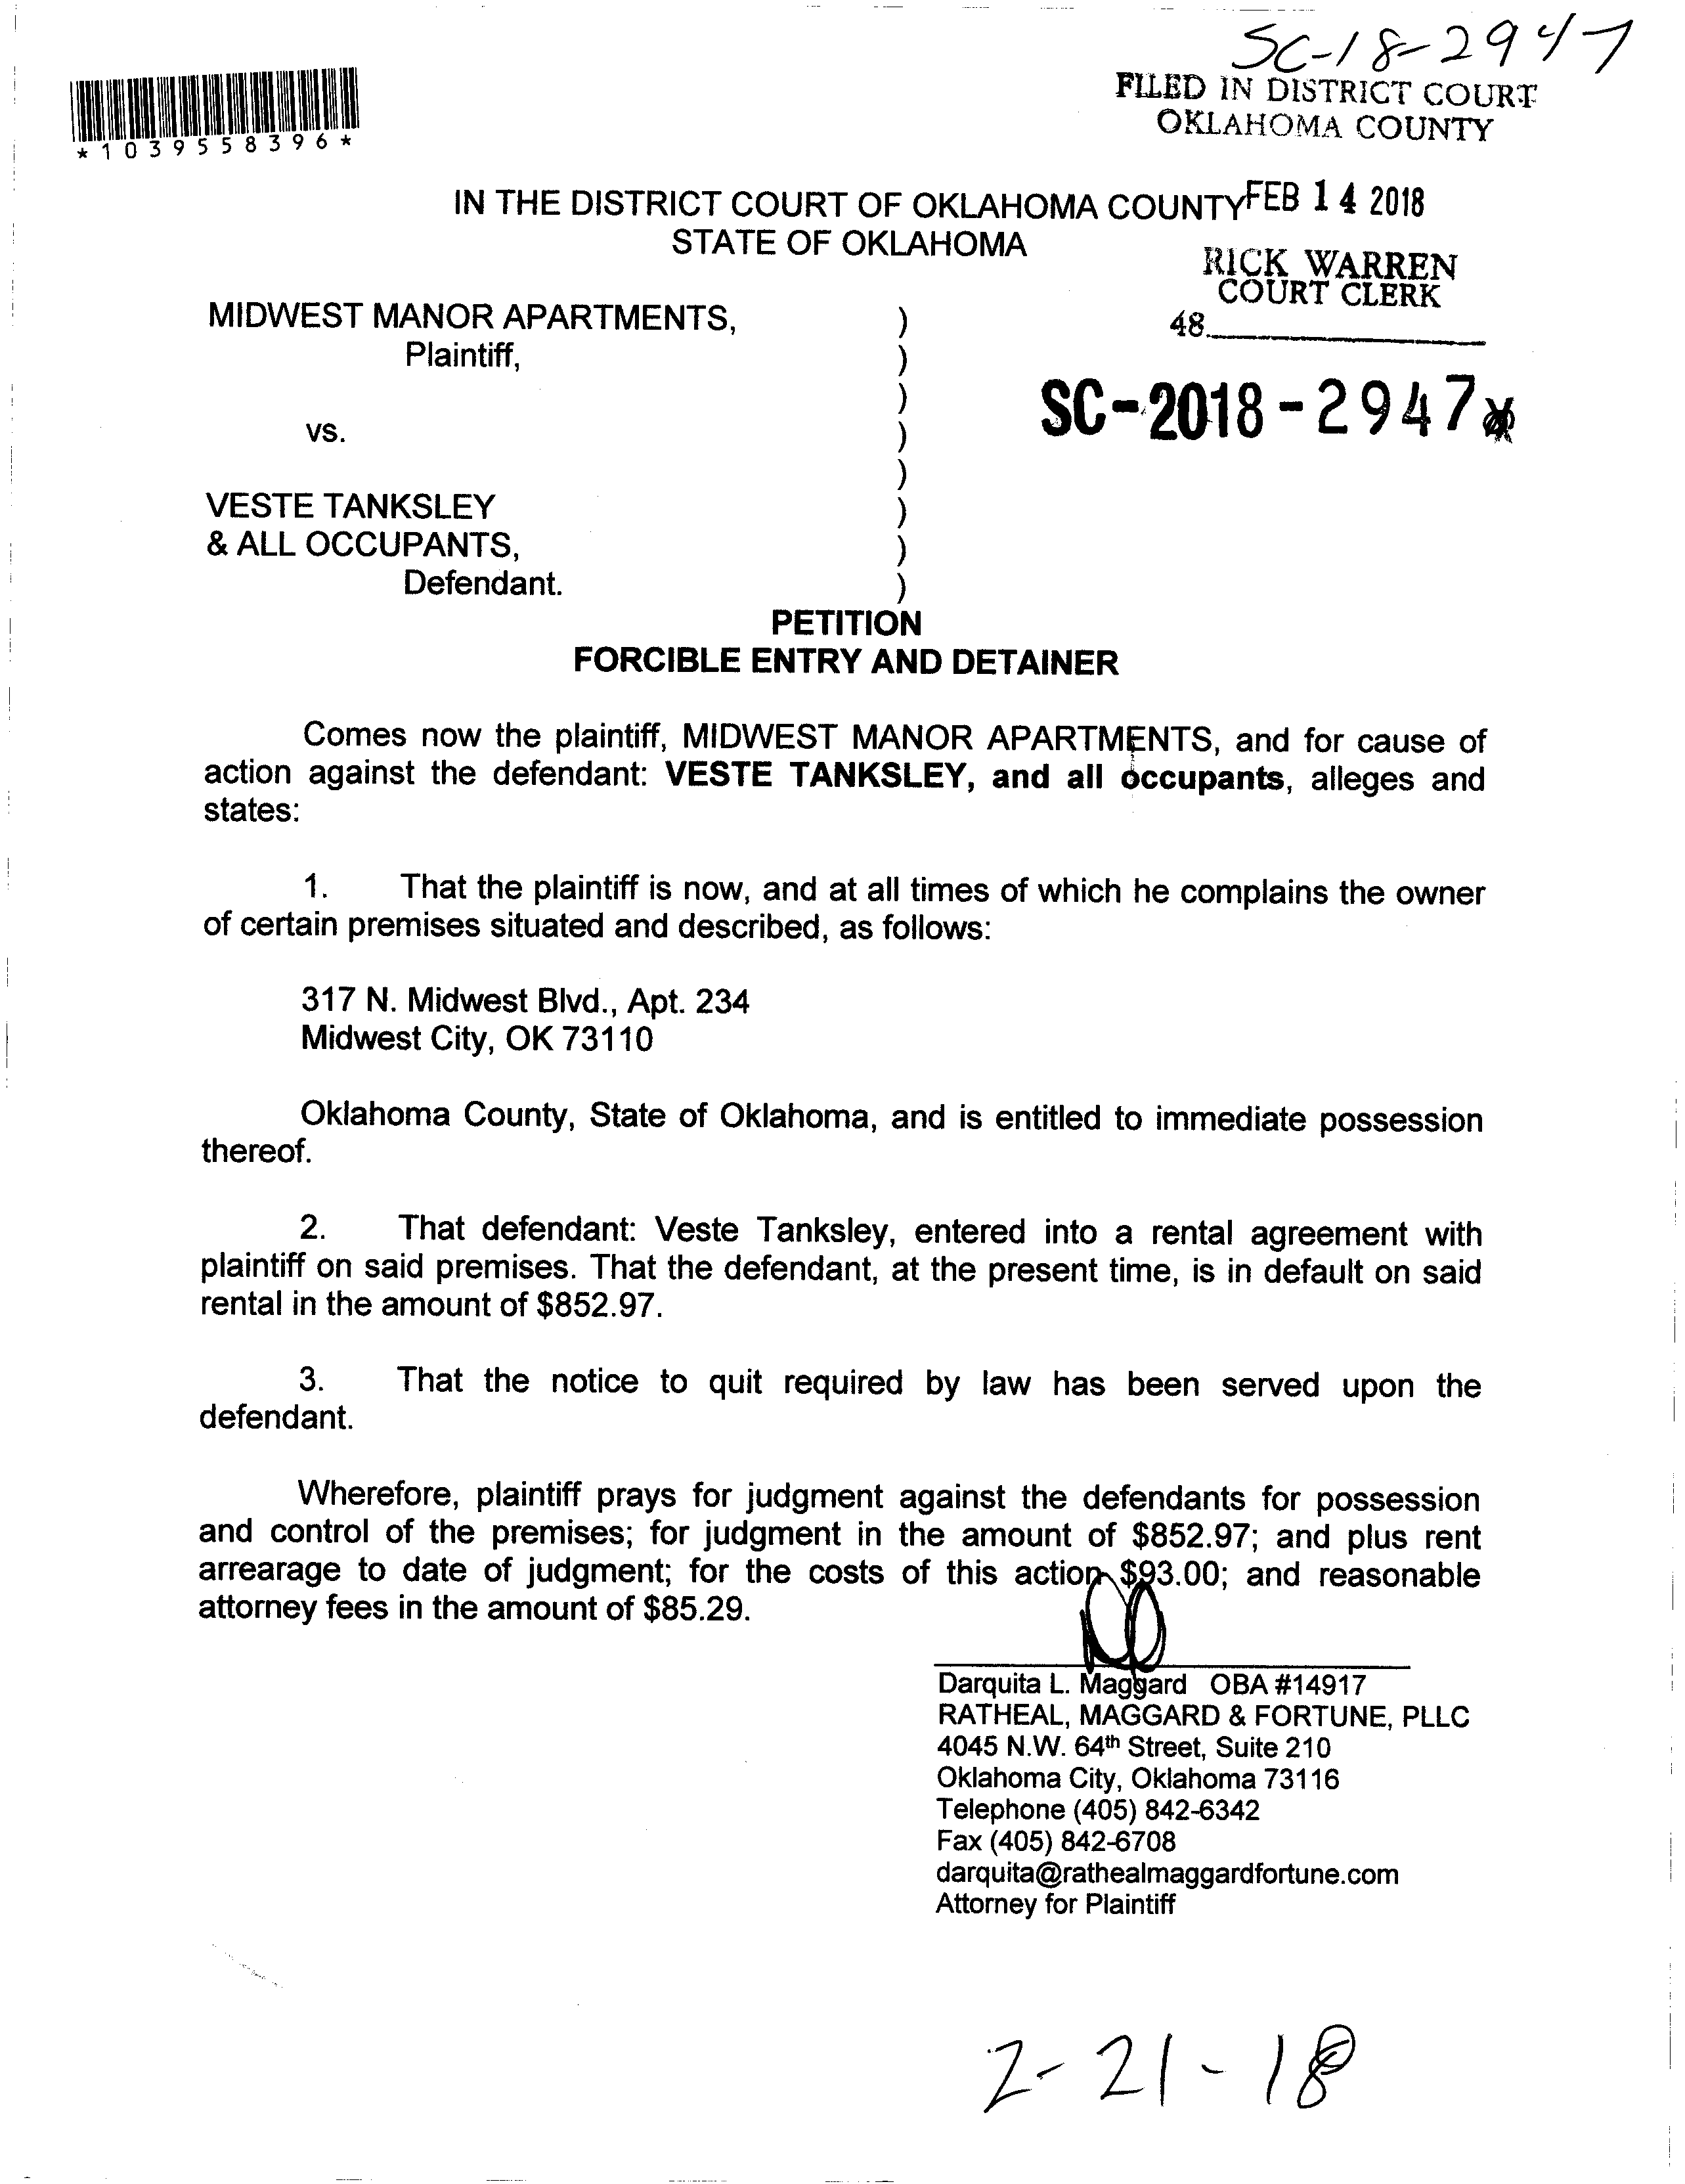 SC-18-2947
FILED IN DISTRICT COURT
OKLAHOMA COUNTY
*1039558396*
IN THE DISTRICT COURT OF OKLAHOMA COUNTY FEB 14 2018
STATE OF OKLAHOMA
RICK WARREN
COURT CLERK
48.
MIDWEST MANOR APARTMENTS, )
Plaintiff, )
)
SC-2018-2947
vs. )
)
VESTE TANKSLEY )
& ALL OCCUPANTS, )
Defendant. )
PETITION
FORCIBLE ENTRY AND DETAINER
Comes now the plaintiff, MIDWEST MANOR APARTMENTS, and for cause of
action against the defendant: VESTE TANKSLEY, and all occupants, alleges and
states:
1. That the plaintiff is now, and at all times of which he complains the owner
of certain premises situated and described, as follows:
317 N. Midwest Blvd., Apt. 234
Midwest City, OK 73110
Oklahoma County, State of Oklahoma, and is entitled to immediate possession
thereof.
2. That defendant: Veste Tanksley, entered into a rental agreement with
plaintiff on said premises. That the defendant, at the present time, is in default on said
rental in the amount of $852.97.
3. That the notice to quit required by law has been served upon the
defendant.
Wherefore, plaintiff prays for judgment against the defendants for possession
and control of the premises; for judgment in the amount of $852.97; and plus rent
arrearage to date of judgment; for the costs of this action $93.00; and reasonable
attorney fees in the amount of $85.29.
Darquita L. Maggard OBA #14917
RATHEAL, MAGGARD & FORTUNE, PLLC
4045 N.W. 64th Street, Suite 210
Oklahoma City, Oklahoma 73116
Telephone (405) 842-6342
Fax (405) 842-6708
darquita@rathealmaggardfortune.com
Attorney for Plaintiff
2-21-18